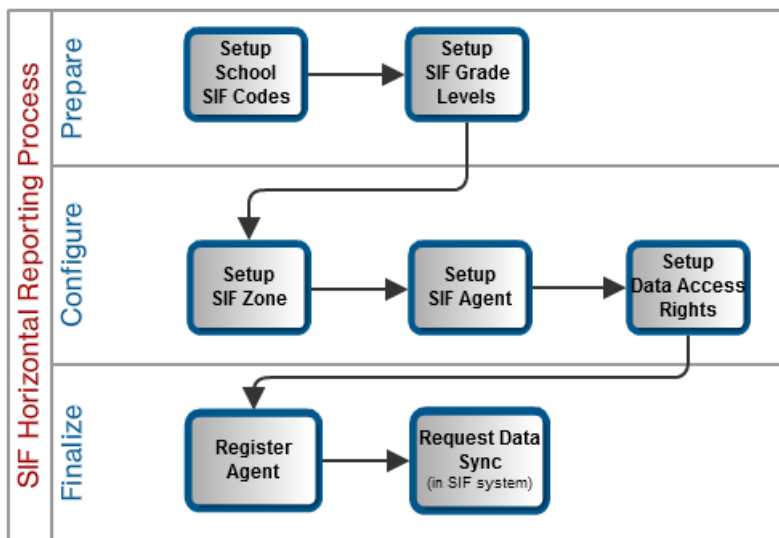 SIF Horizontal Reporting Process
Prepare
Setup
School
SIF Codes
Setup
SIF Grade
Levels
Configure
Setup
SIF Zone
Setup
SIF Agent
Setup
Data Access
Rights
Finalize
Register
Agent
Request Data
Sync
(in SIF system)